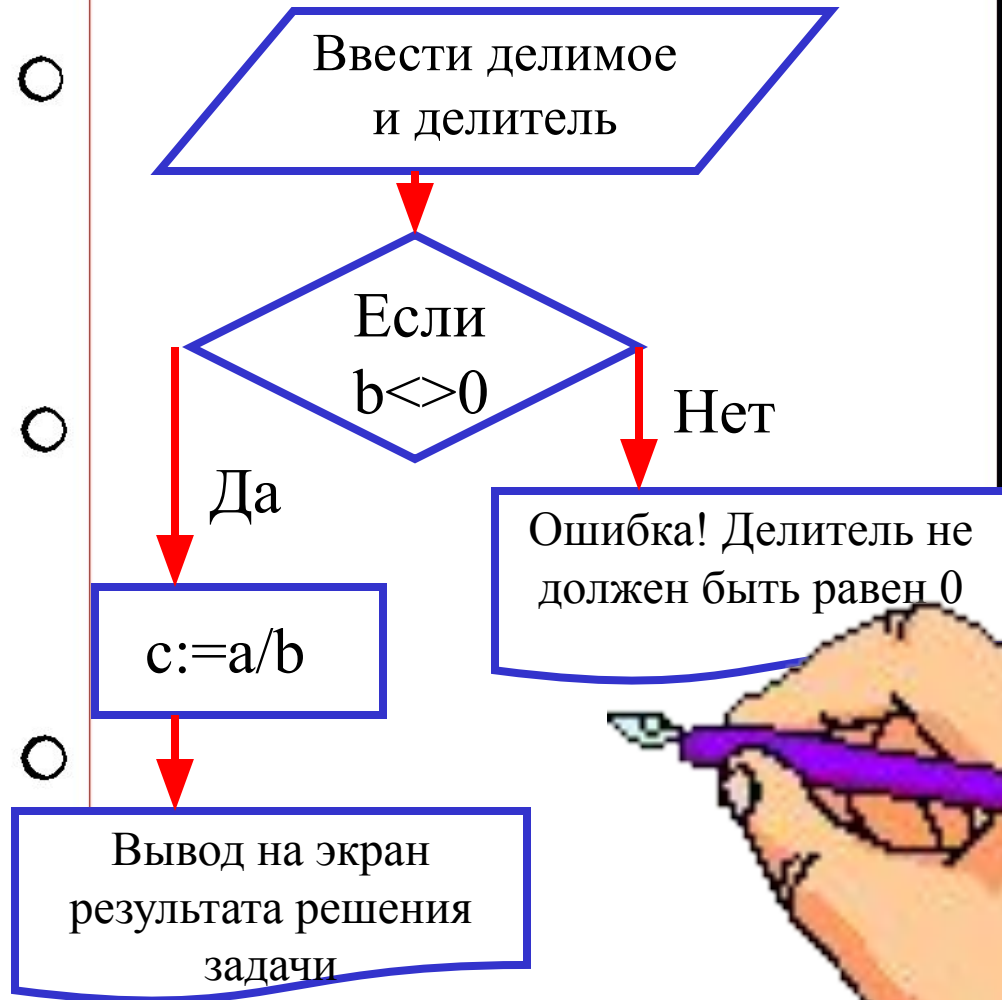 Ввести делимое
и делитель
Если
b<>0
Нет
Да
Ошибка! Делитель не
должен быть равен 0
c:=a/b
Вывод на экран
результата решения
задачи